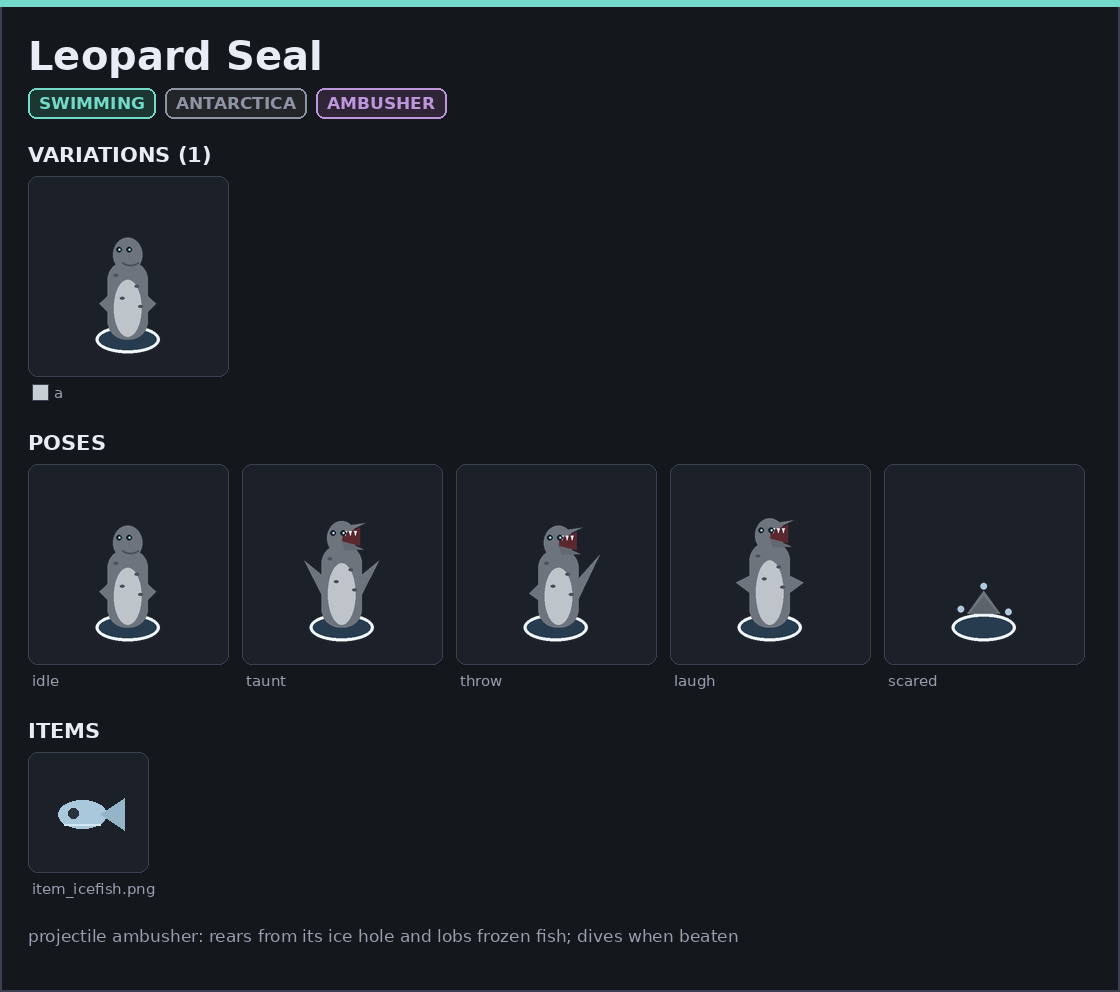 Leopard Seal
SWIMMING ANTARCTICA AMBUSHER
VARIATIONS (1)
a
POSES
idle taunt throw laugh scared
ITEMS
item_icefish.png
projectile ambusher: rears from its ice hole and lobs frozen fish; dives when beaten